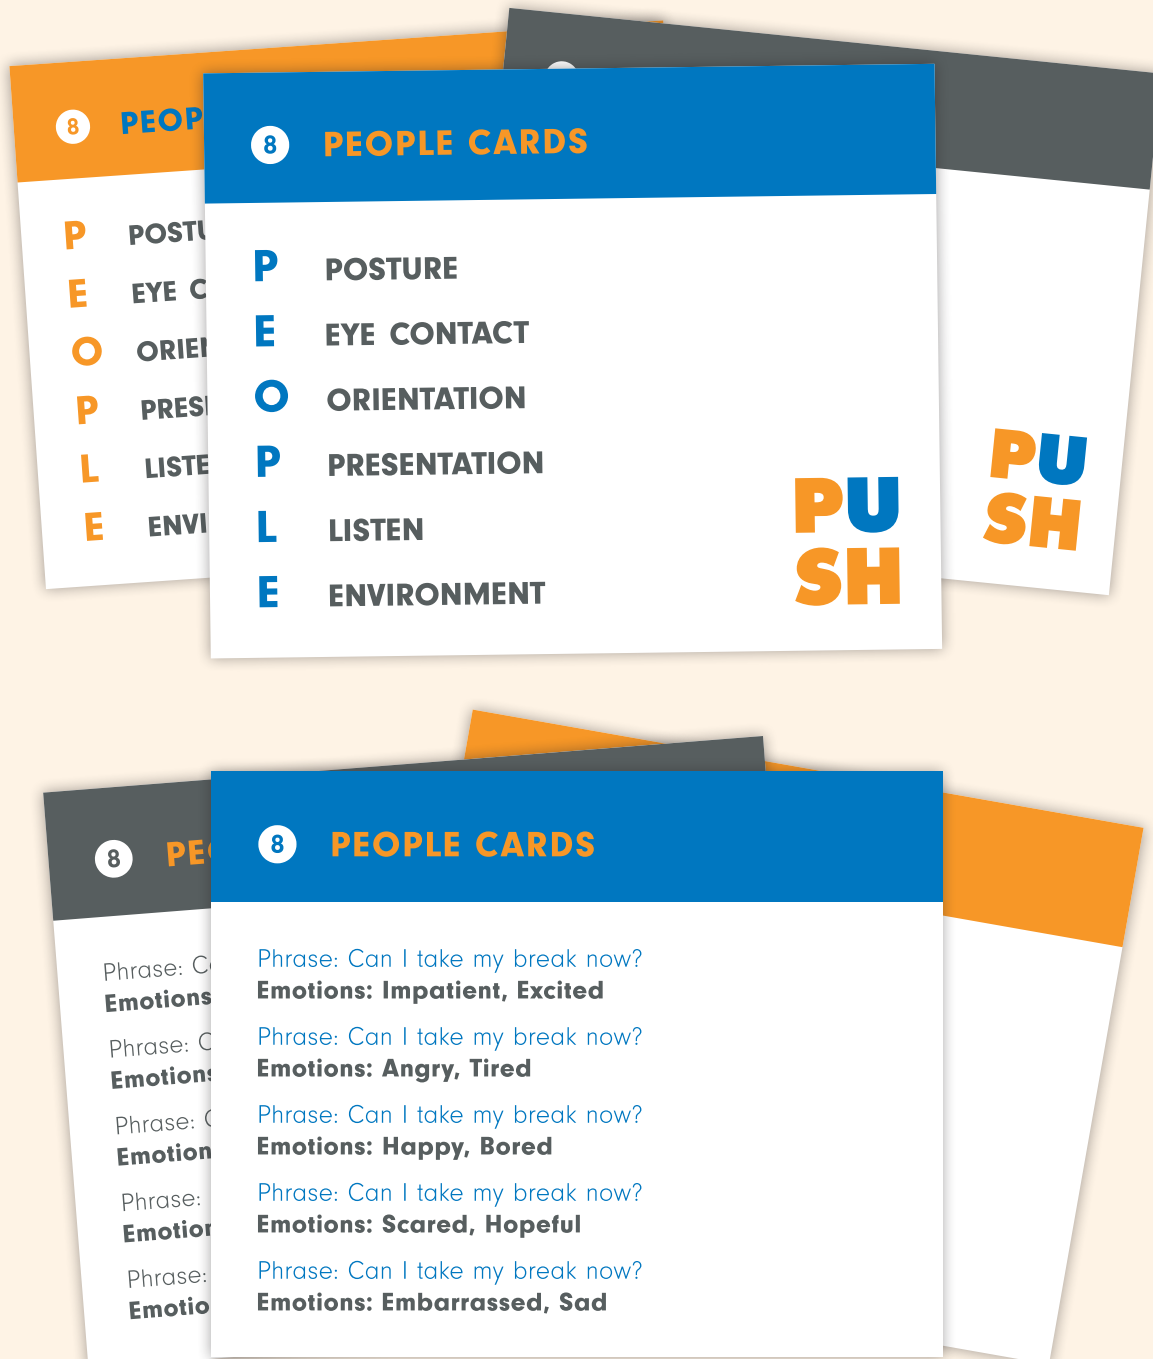 8 PEOP
P POSTU
E EYE C
O ORIEN
P PRES
L LISTE
E ENVI
8 PEOPLE CARDS
P POSTURE
E EYE CONTACT
O ORIENTATION
P PRESENTATION
L LISTEN
E ENVIRONMENT
PU
SH
PU
SH
8 PEO
Phrase: C
Emotions
Phrase: C
Emotions
Phrase: C
Emotion
Phrase:
Emotion
Phrase:
Emotio
8 PEOPLE CARDS
Phrase: Can I take my break now?
Emotions: Impatient, Excited
Phrase: Can I take my break now?
Emotions: Angry, Tired
Phrase: Can I take my break now?
Emotions: Happy, Bored
Phrase: Can I take my break now?
Emotions: Scared, Hopeful
Phrase: Can I take my break now?
Emotions: Embarrassed, Sad